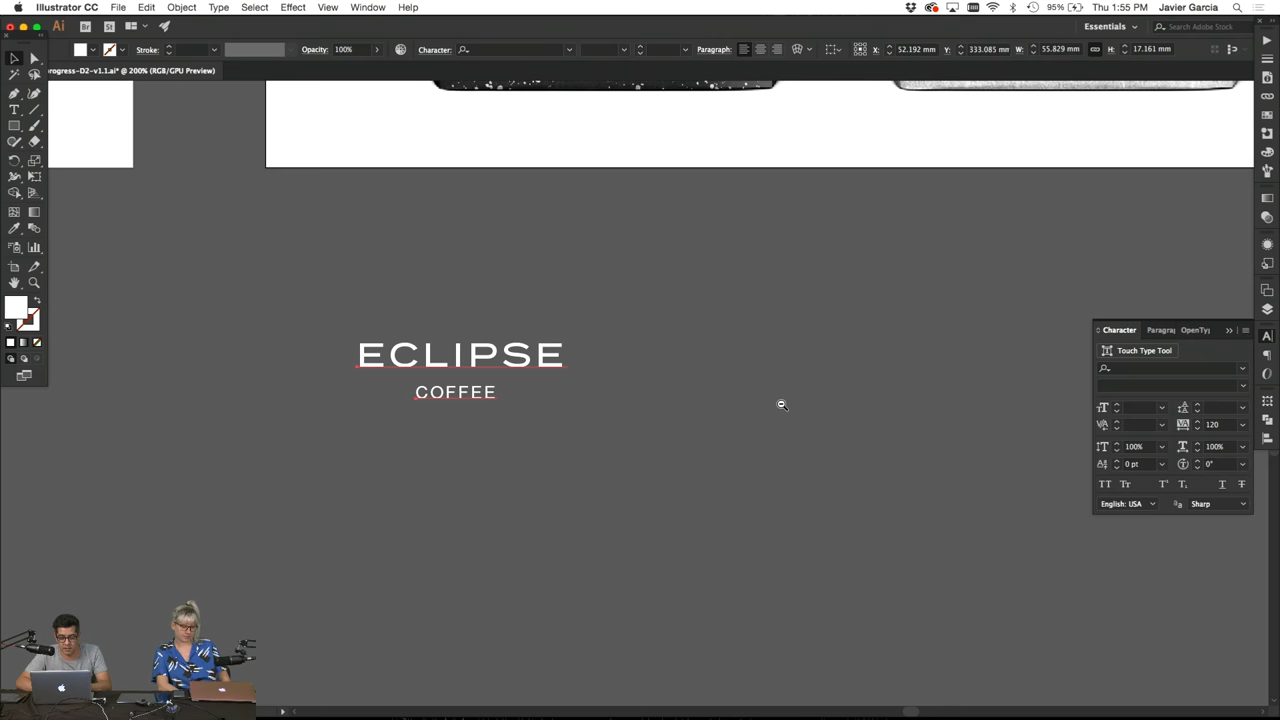 Illustrator CC File Edit Object Type Select Effect View Window Help 95% Thu 1:55 PM Javier Garcia
Ai Br St Essentials Search Adobe Stock
Stroke: Opacity: 100% Character: Paragraph: X: 52.192 mm Y: 333.085 mm W: 55.829 mm H: 17.161 mm
rogress-D2-v1.1.ai* @ 200% (RGB/GPU Preview)
ECLIPSE
COFFEE
Character Paragra OpenTy
Touch Type Tool
120
100% 100%
0 pt 0°
English: USA Sharp